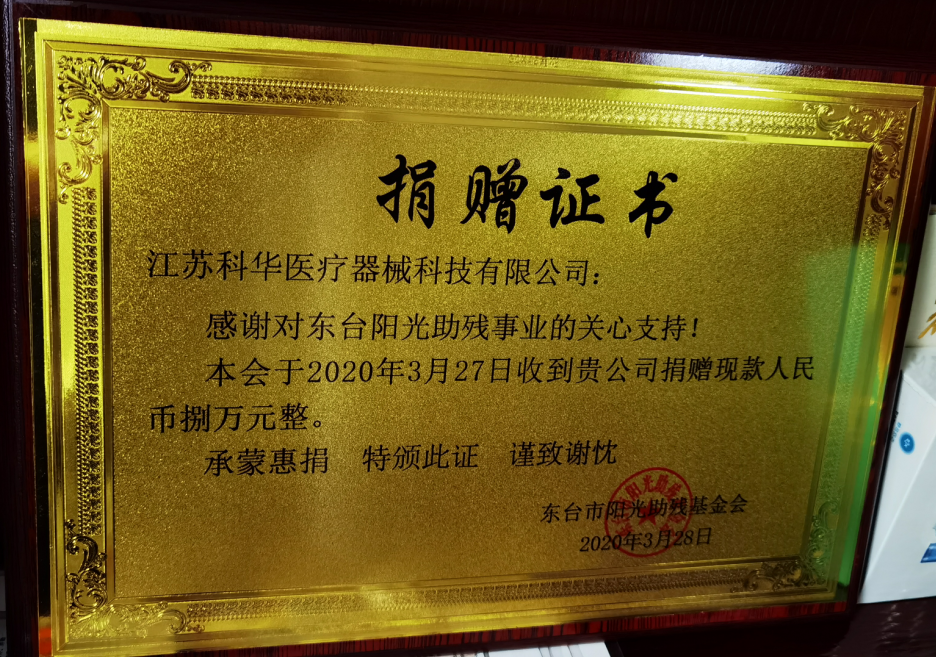 捐赠证书
江苏科华医疗器械科技有限公司：
感谢对东台阳光助残事业的关心支持！
本会于2020年3月27日收到贵公司捐赠现款人民
币捌万元整。
承蒙惠捐 特颁此证 谨致谢忱
东台市阳光助残基金会
2020年3月28日